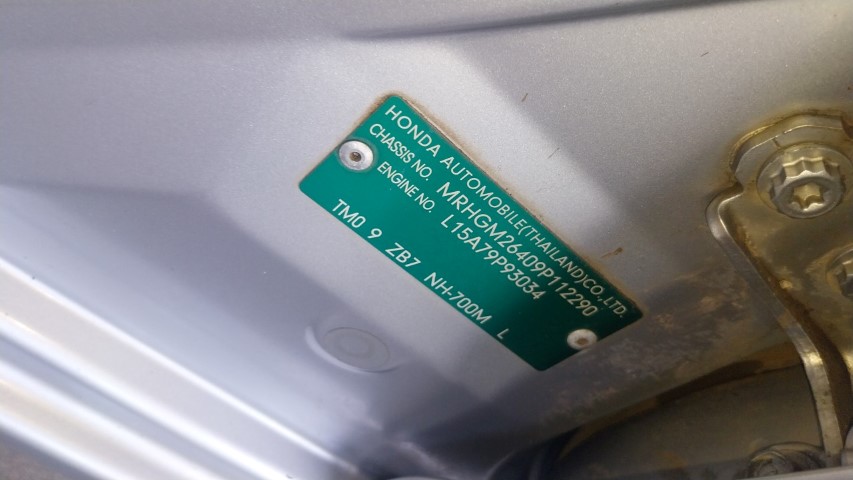 HONDA AUTOMOBILE(THAILAND)CO.,LTD.
CHASSIS NO. MRHGM26409P112290
ENGINE NO. L15A79P93034
TM0 9 ZB7 NH-700M L